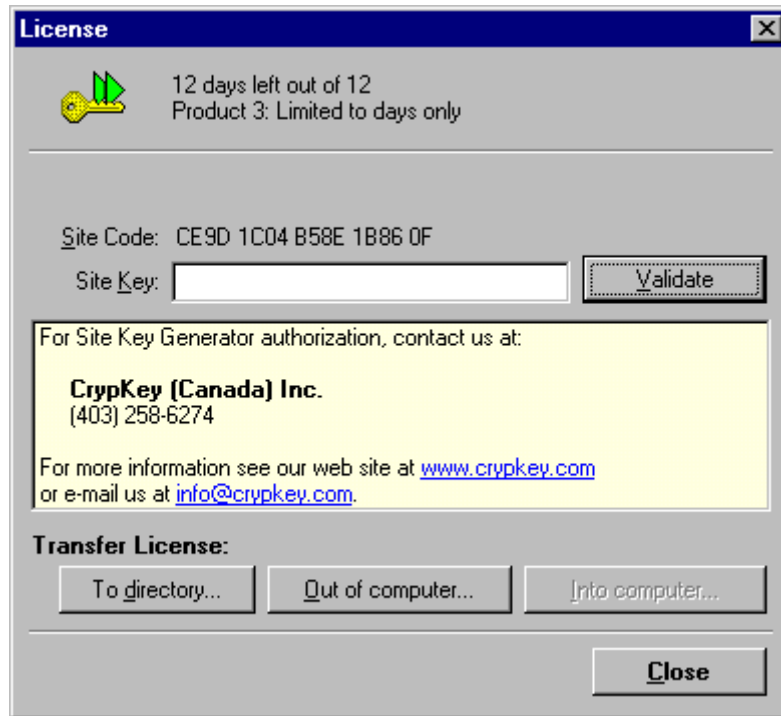 License
12 days left out of 12
Product 3: Limited to days only
Site Code: CE9D 1C04 B58E 1B86 0F
Site Key:
Validate
For Site Key Generator authorization, contact us at:
CrypKey (Canada) Inc.
(403) 258-6274
For more information see our web site at www.crypkey.com
or e-mail us at info@crypkey.com.
Transfer License:
To directory... Out of computer... Into computer...
Close